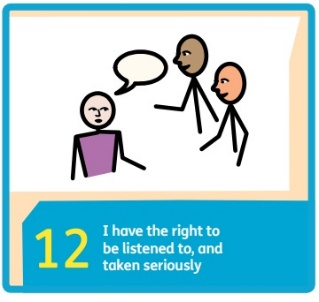 12
I have the right to
be listened to, and
taken seriously